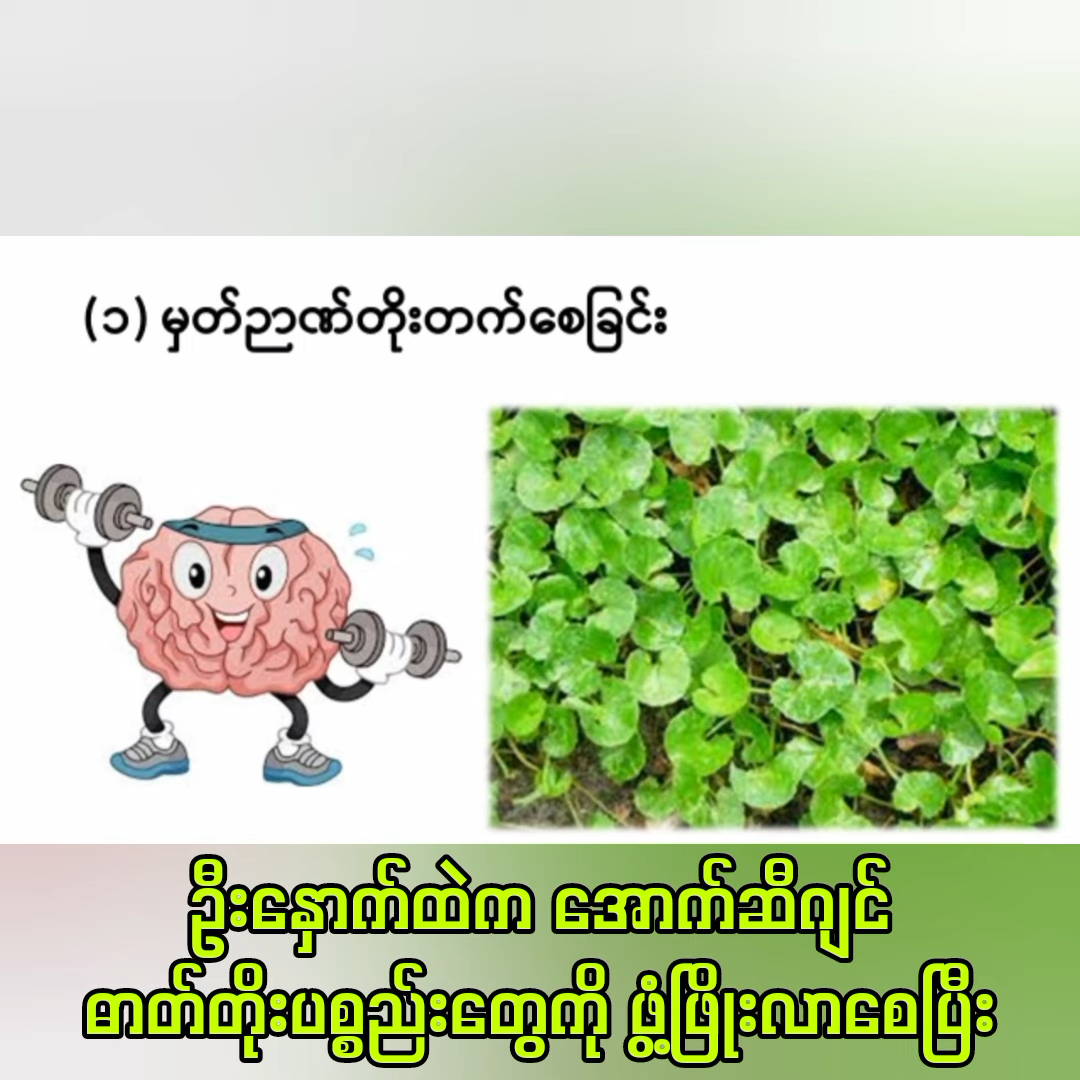 (၁) မှတ်ဉာဏ်တိုးတက်စေခြင်း
ဦးနှောက်ထဲက အောက်ဆီဂျင်
ဓာတ်တိုးပစ္စည်းတွေကို ဖွံ့ဖြိုးလာစေပြီး